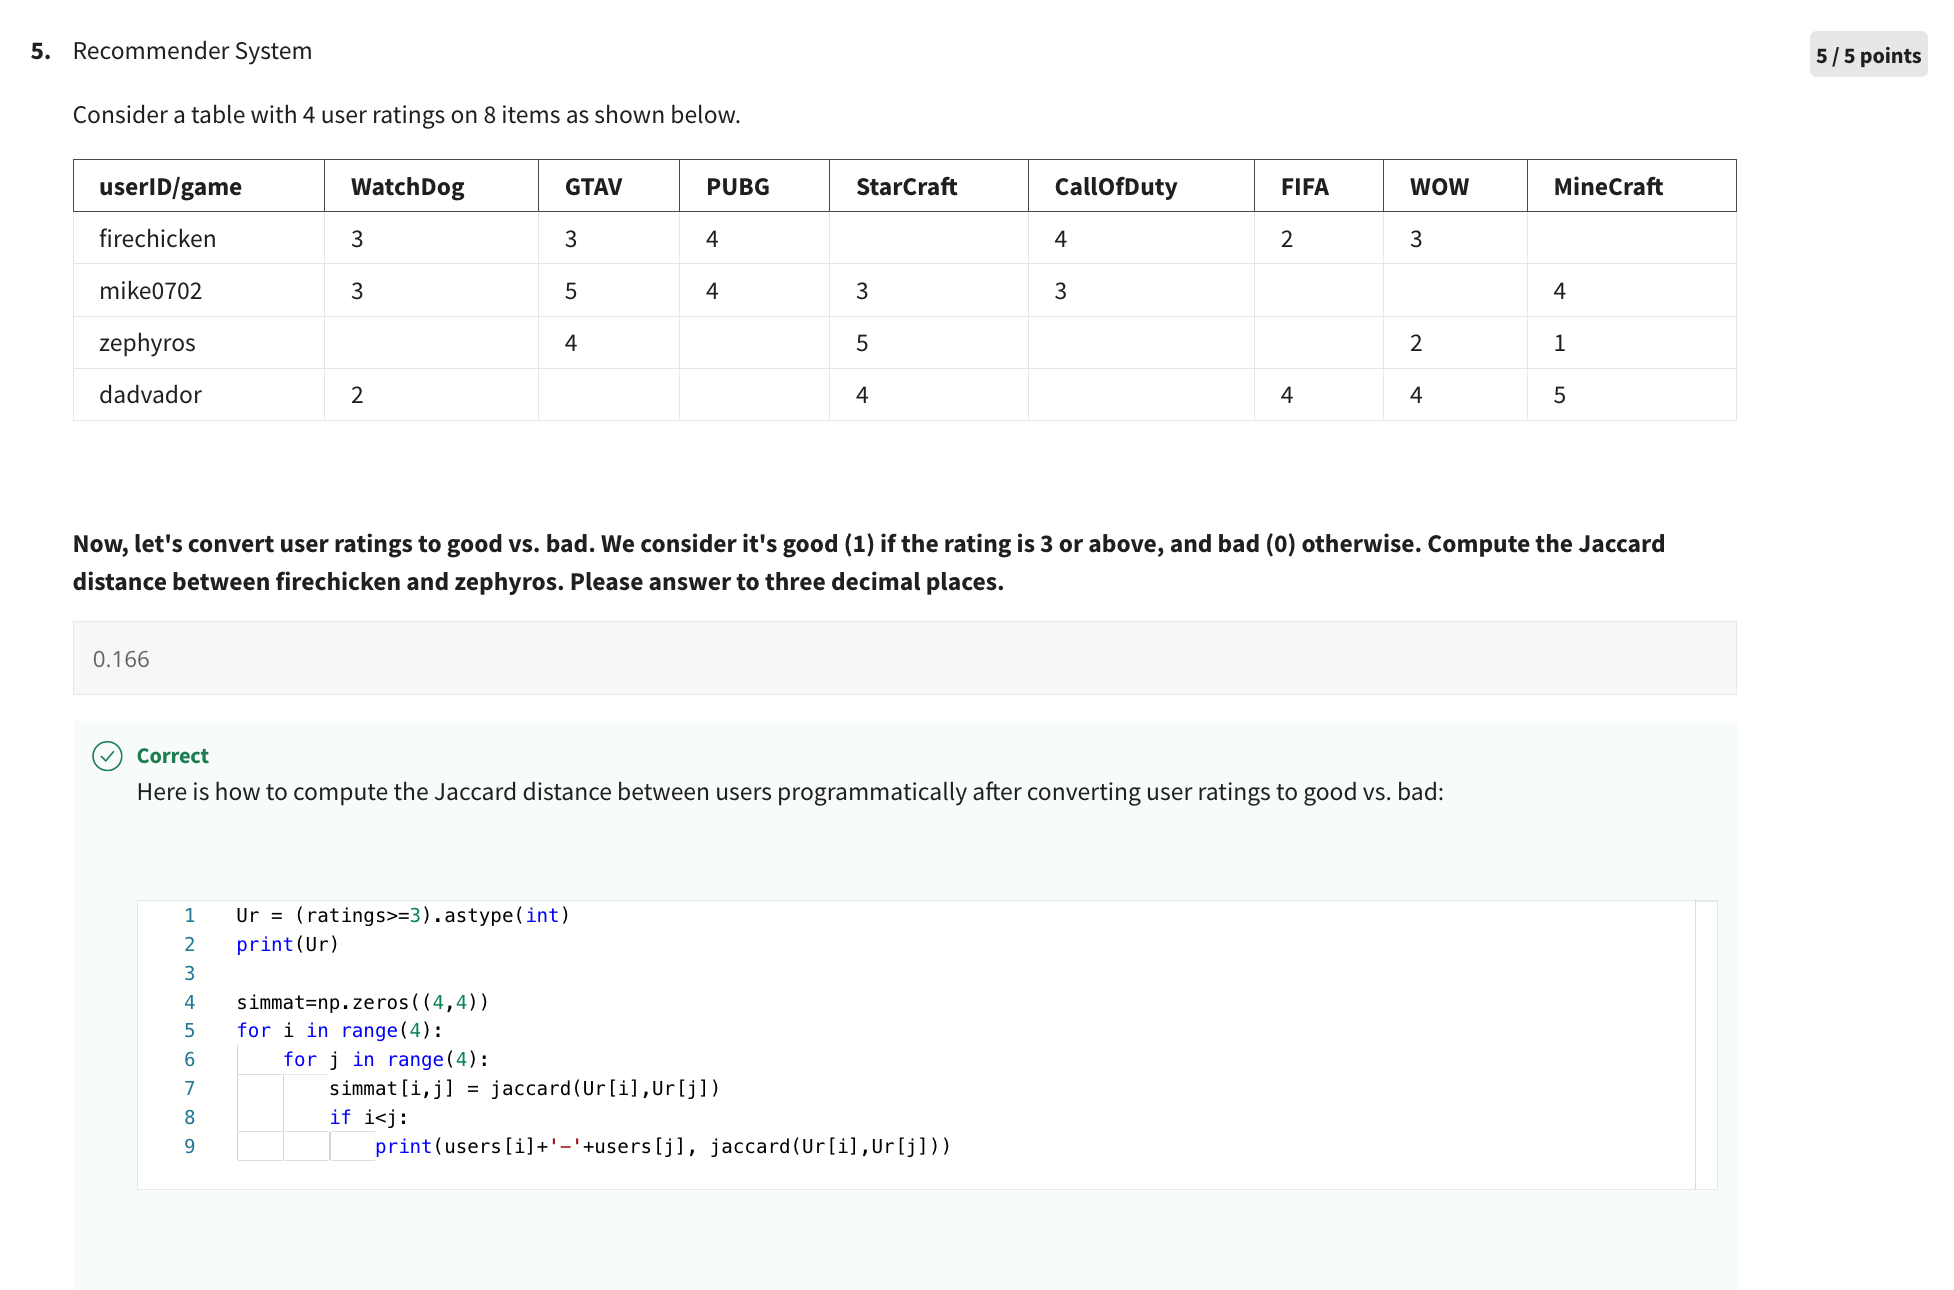 5. Recommender System
5 / 5 points
Consider a table with 4 user ratings on 8 items as shown below.
userID/game WatchDog GTAV PUBG StarCraft CallOfDuty FIFA WOW MineCraft
firechicken 3 3 4 4 2 3
mike0702 3 5 4 3 3 4
zephyros 4 5 2 1
dadvador 2 4 4 4 5
Now, let's convert user ratings to good vs. bad. We consider it's good (1) if the rating is 3 or above, and bad (0) otherwise. Compute the Jaccard
distance between firechicken and zephyros. Please answer to three decimal places.
0.166
Correct
Here is how to compute the Jaccard distance between users programmatically after converting user ratings to good vs. bad:
1 Ur = (ratings>=3).astype(int)
2 print(Ur)
3
4 simmat=np.zeros((4,4))
5 for i in range(4):
6     for j in range(4):
7         simmat[i,j] = jaccard(Ur[i],Ur[j])
8         if i<j:
9             print(users[i]+'-'+users[j], jaccard(Ur[i],Ur[j]))